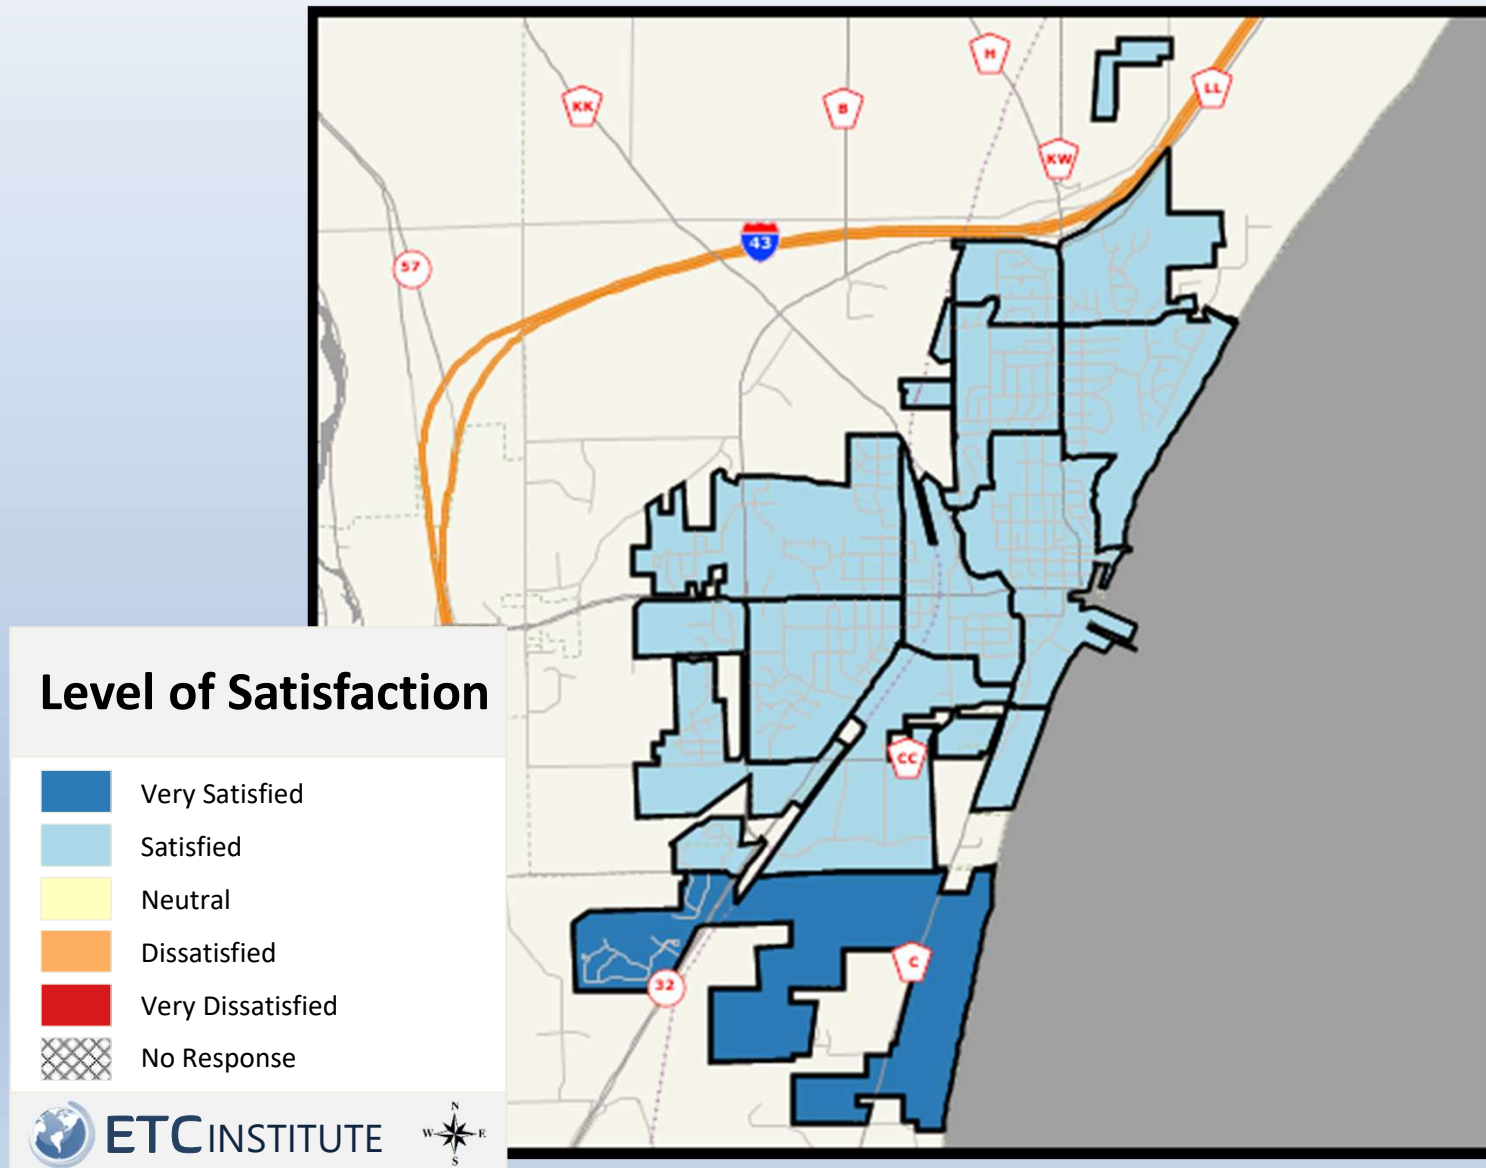 H
LL
KK
B
KW
43
57
CC
C
32
Level of Satisfaction
Very Satisfied
Satisfied
Neutral
Dissatisfied
Very Dissatisfied
No Response
ETC INSTITUTE
N
W E
S